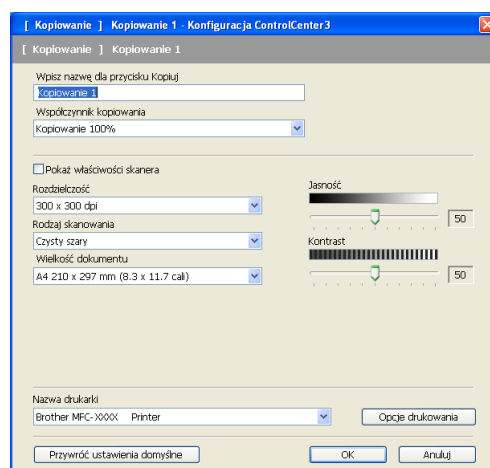 [ Kopiowanie ] Kopiowanie 1 - Konfiguracja ControlCenter3
[ Kopiowanie ] Kopiowanie 1
Wpisz nazwę dla przycisku Kopiuj
Kopiowanie 1
Współczynnik kopiowania
Kopiowanie 100%
Pokaż właściwości skanera
Rozdzielczość
300 x 300 dpi
Rodzaj skanowania
Czysty szary
Wielkość dokumentu
A4 210 x 297 mm (8.3 x 11.7 cali)
Jasność
50
Kontrast
50
Nazwa drukarki
Brother MFC-XXXX Printer
Opcje drukowania
Przywróć ustawienia domyślne
OK
Anuluj